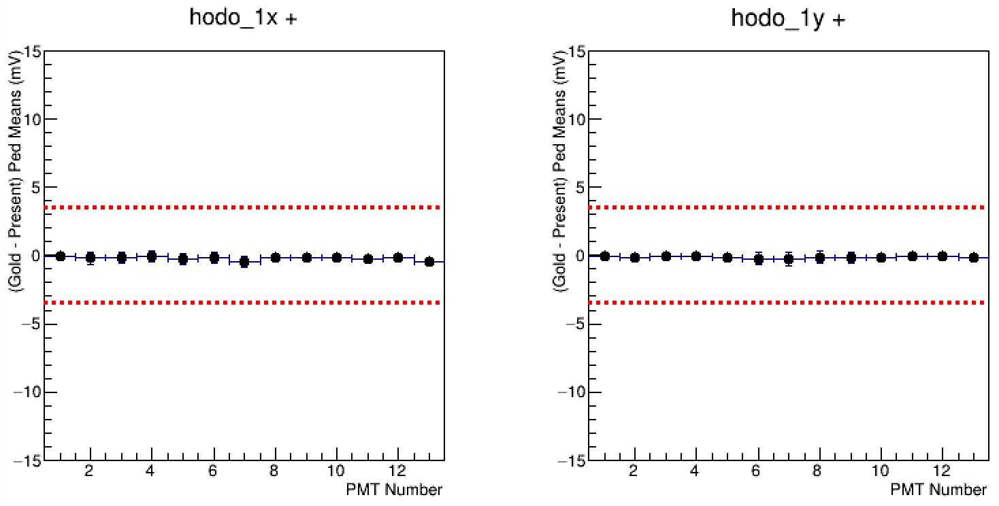 hodo_1x +
(Gold - Present) Ped Means (mV)
15
10
5
0
−5
−10
−15
2 4 6 8 10 12
PMT Number
hodo_1y +
(Gold - Present) Ped Means (mV)
15
10
5
0
−5
−10
−15
2 4 6 8 10 12
PMT Number